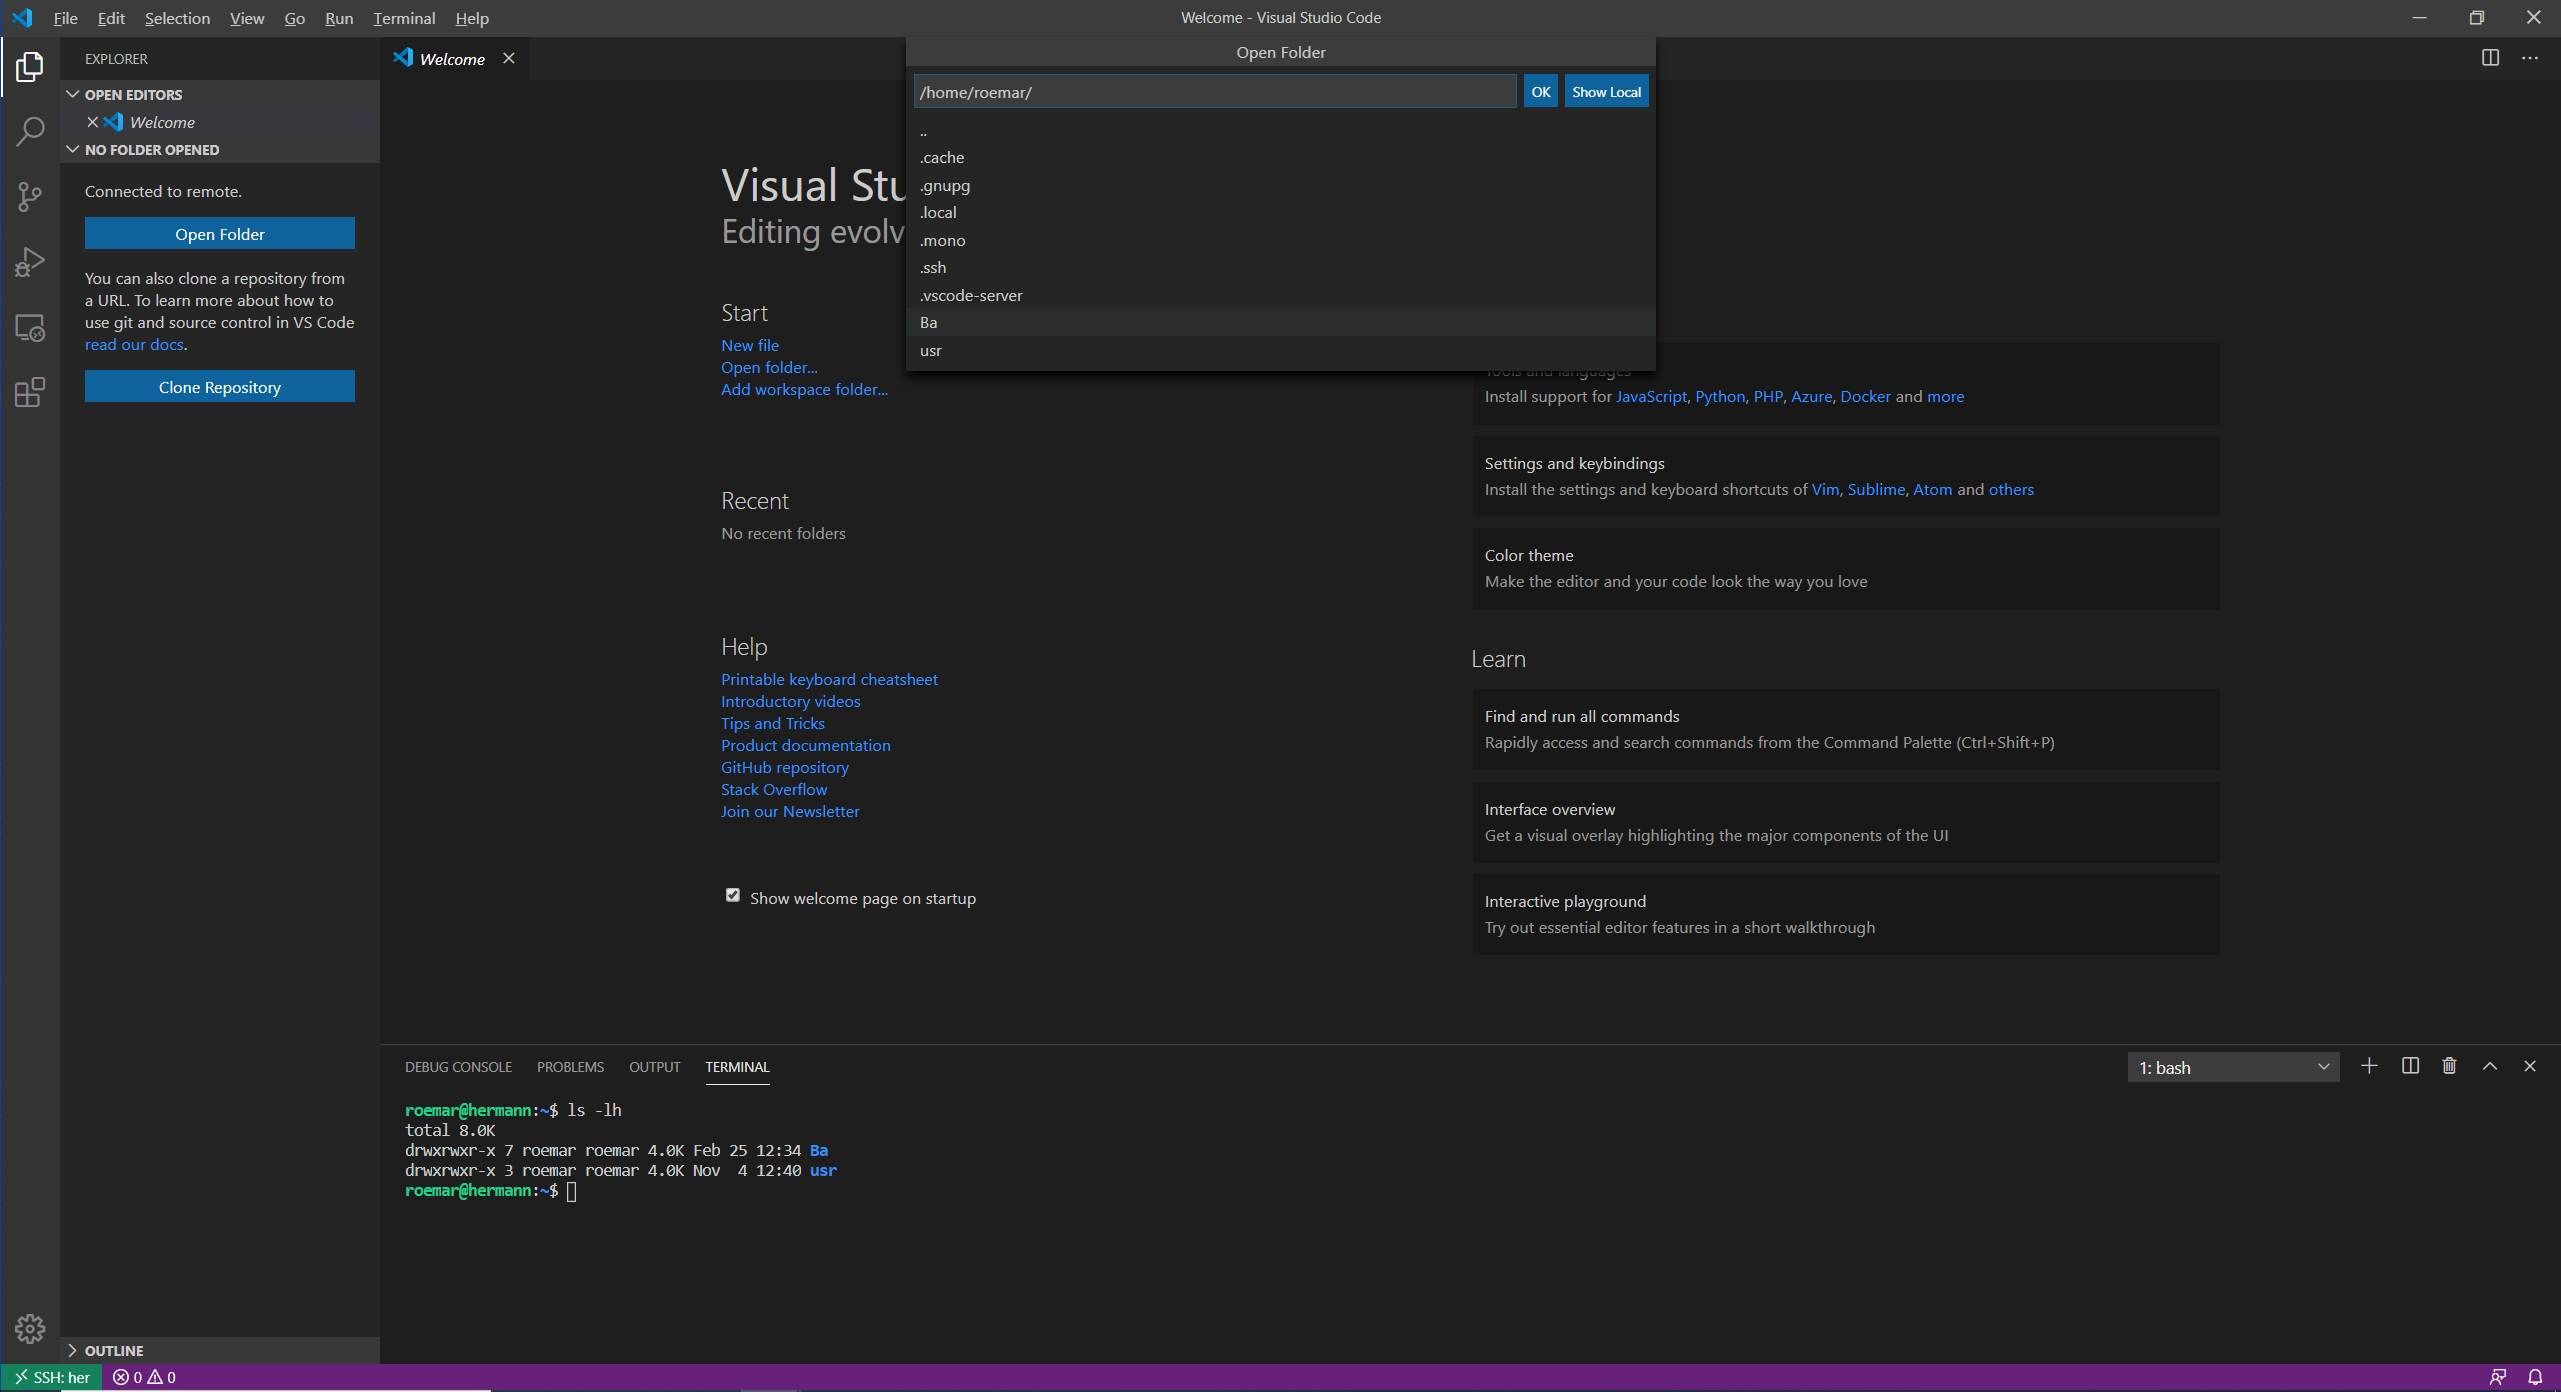 File Edit Selection View Go Run Terminal Help
Welcome - Visual Studio Code
EXPLORER
OPEN EDITORS
Welcome
NO FOLDER OPENED
Connected to remote.
Open Folder
You can also clone a repository from
a URL. To learn more about how to
use git and source control in VS Code
read our docs.
Clone Repository
OUTLINE
Welcome
Open Folder
/home/roemar/
OK
Show Local
..
.cache
.gnupg
.local
.mono
.ssh
.vscode-server
Ba
usr
Visual Stu
Editing evolv
Start
New file
Open folder...
Add workspace folder...
Recent
No recent folders
Help
Printable keyboard cheatsheet
Introductory videos
Tips and Tricks
Product documentation
GitHub repository
Stack Overflow
Join our Newsletter
Show welcome page on startup
Tools and languages
Install support for JavaScript, Python, PHP, Azure, Docker and more
Settings and keybindings
Install the settings and keyboard shortcuts of Vim, Sublime, Atom and others
Color theme
Make the editor and your code look the way you love
Learn
Find and run all commands
Rapidly access and search commands from the Command Palette (Ctrl+Shift+P)
Interface overview
Get a visual overlay highlighting the major components of the UI
Interactive playground
Try out essential editor features in a short walkthrough
DEBUG CONSOLE PROBLEMS OUTPUT TERMINAL
1: bash
roemar@hermann:~$ ls -lh
total 8.0K
drwxrwxr-x 7 roemar roemar 4.0K Feb 25 12:34 Ba
drwxrwxr-x 3 roemar roemar 4.0K Nov  4 12:40 usr
roemar@hermann:~$
SSH: her 0 0